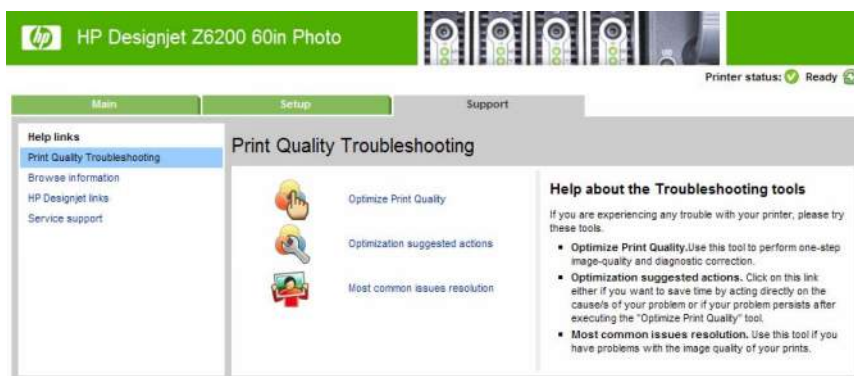 hp HP Designjet Z6200 60in Photo
Printer status: Ready
Main Setup Support
Help links
Print Quality Troubleshooting
Browse information
HP Designjet links
Service support
Print Quality Troubleshooting
Optimize Print Quality
Optimization suggested actions
Most common issues resolution
Help about the Troubleshooting tools
If you are experiencing any trouble with your printer, please try
these tools.
▪ Optimize Print Quality.Use this tool to perform one-step
image-quality and diagnostic correction.
▪ Optimization suggested actions. Click on this link
either if you want to save time by acting directly on the
cause/s of your problem or if your problem persists after
executing the "Optimize Print Quality" tool.
▪ Most common issues resolution. Use this tool if you
have problems with the image quality of your prints.